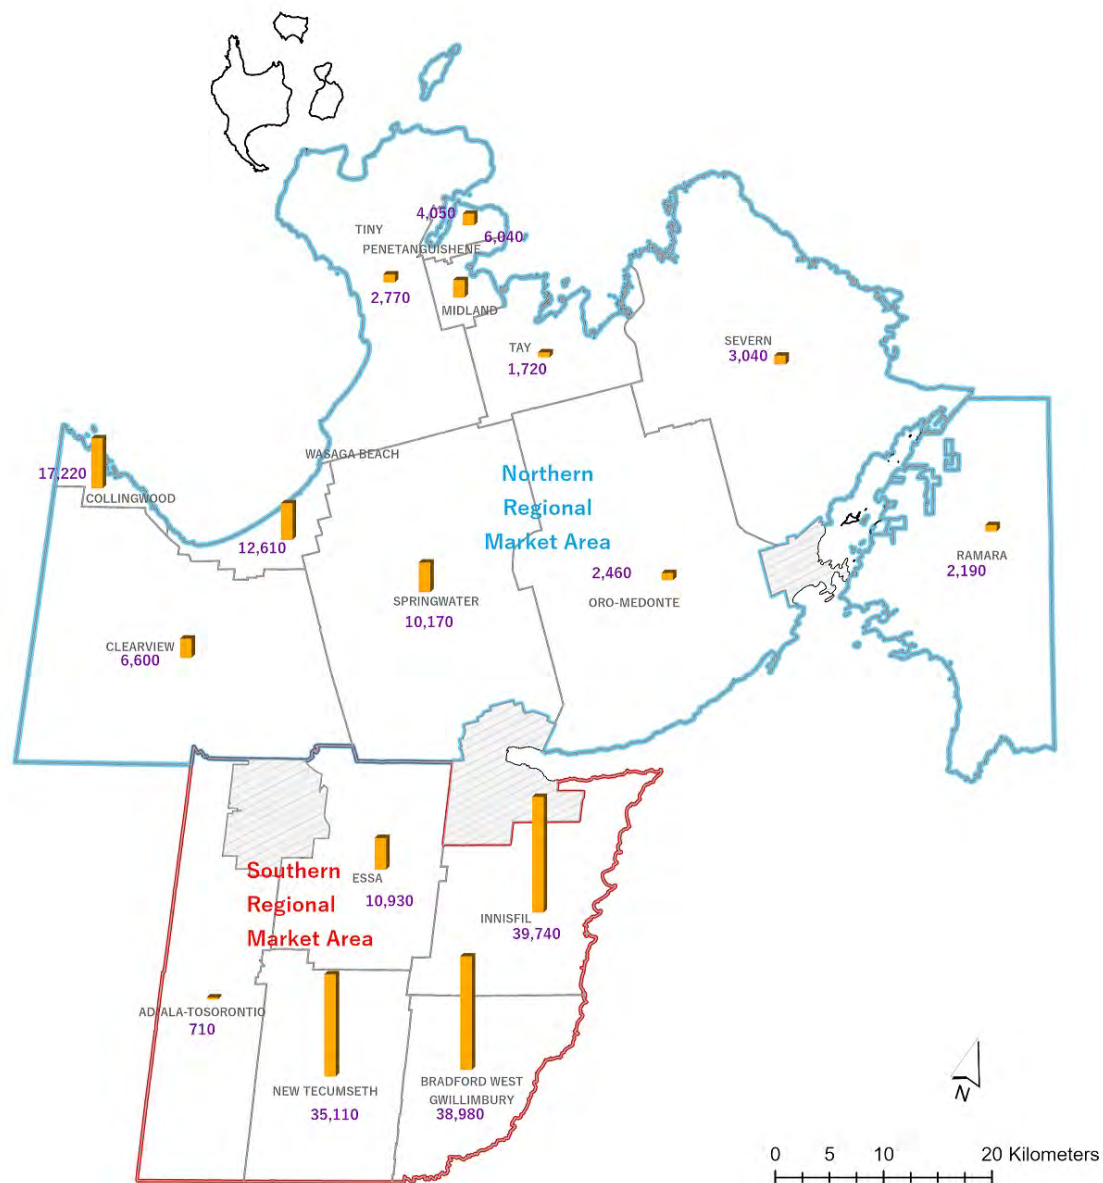 4,050
6,040
TINY
PENETANGUISHENE
2,770
MIDLAND
TAY
1,720
SEVERN
3,040
WASAGA BEACH
17,220
COLLINGWOOD
Northern
Regional
Market Area
12,610
2,460
ORO-MEDONTE
RAMARA
2,190
SPRINGWATER
10,170
CLEARVIEW
6,600
Southern
Regional
Market Area
ESSA
10,930
INNISFIL
39,740
ADJALA-TOSORONTIO
710
NEW TECUMSETH
35,110
BRADFORD WEST
GWILLIMBURY
38,980
N
0 5 10 20 Kilometers